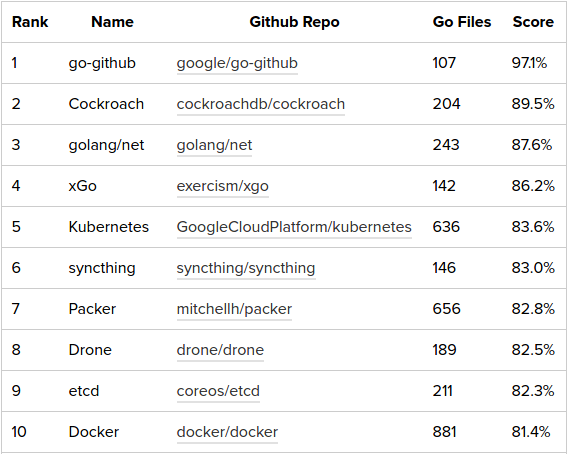 Rank Name Github Repo Go Files Score
1 go-github google/go-github 107 97.1%
2 Cockroach cockroachdb/cockroach 204 89.5%
3 golang/net golang/net 243 87.6%
4 xGo exercism/xgo 142 86.2%
5 Kubernetes GoogleCloudPlatform/kubernetes 636 83.6%
6 syncthing syncthing/syncthing 146 83.0%
7 Packer mitchellh/packer 656 82.8%
8 Drone drone/drone 189 82.5%
9 etcd coreos/etcd 211 82.3%
10 Docker docker/docker 881 81.4%